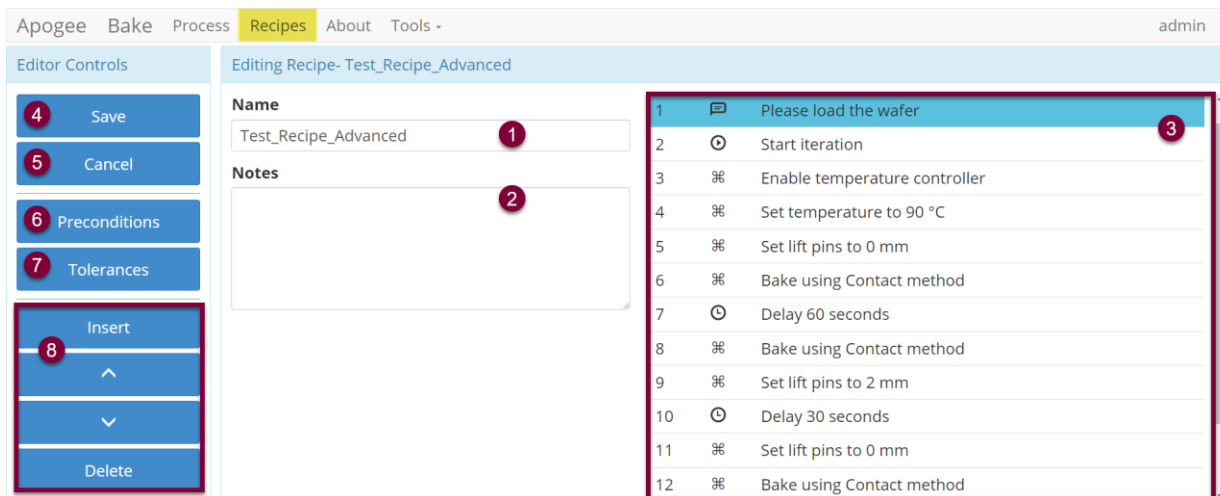 Apogee Bake Process Recipes About Tools admin
Editor Controls
Editing Recipe- Test_Recipe_Advanced
4 Save
5 Cancel
6 Preconditions
7 Tolerances
8
Insert
Delete
Name
Test_Recipe_Advanced 1
Notes
2
3
1 Please load the wafer
2 Start iteration
3 ⌘ Enable temperature controller
4 ⌘ Set temperature to 90 °C
5 ⌘ Set lift pins to 0 mm
6 ⌘ Bake using Contact method
7 Delay 60 seconds
8 ⌘ Bake using Contact method
9 ⌘ Set lift pins to 2 mm
10 Delay 30 seconds
11 ⌘ Set lift pins to 0 mm
12 ⌘ Bake using Contact method